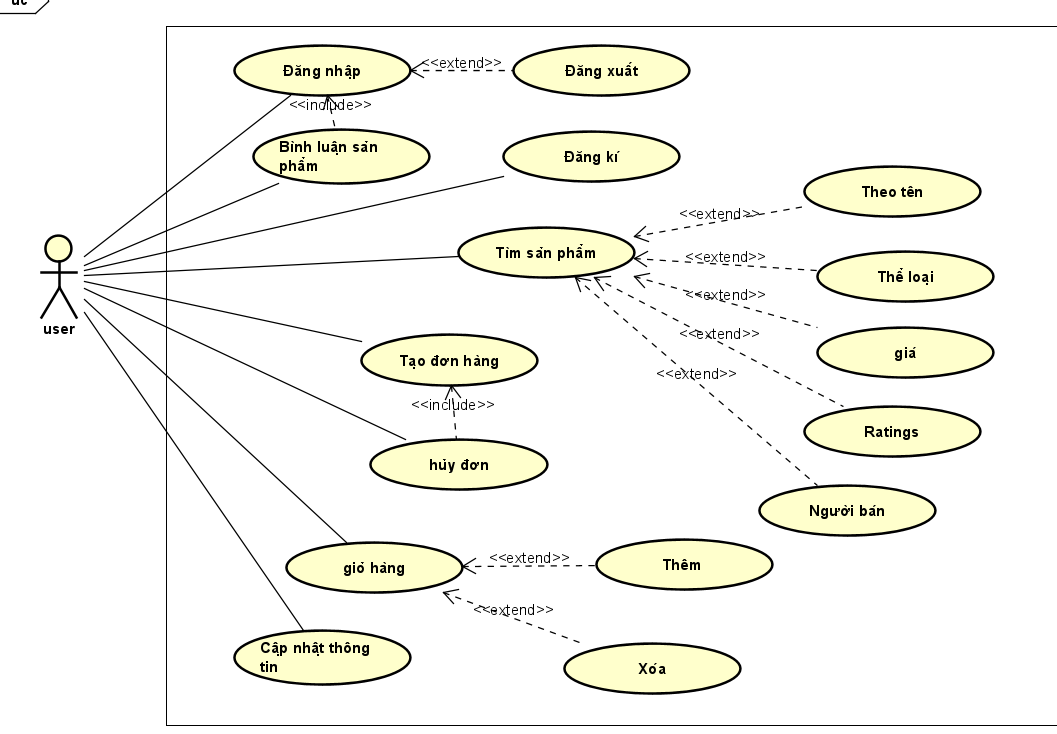 uc
Đăng nhập
<<extend>>
Đăng xuất
<<include>>
Bình luận sản
phẩm
Đăng kí
Theo tên
<<extend>>
Tìm sản phẩm
<<extend>>
Thể loại
<<extend>>
user
<<extend>>
giá
Tạo đơn hàng
<<extend>>
<<include>>
Ratings
hủy đơn
Người bán
<<extend>>
Thêm
giỏ hàng
<<extend>>
Cập nhật thông
tin
Xóa